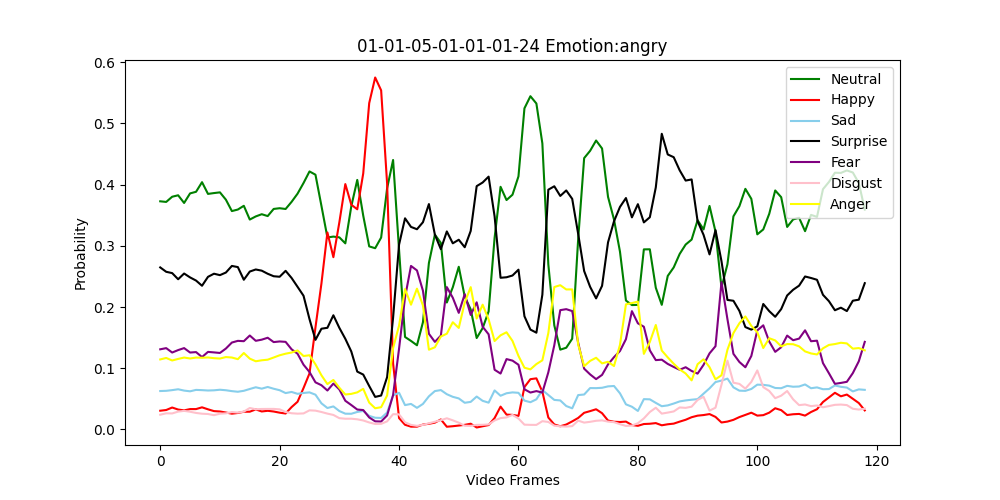 01-01-05-01-01-01-24 Emotion:angry
Probability
0.6
0.5
0.4
0.3
0.2
0.1
0.0
Neutral
Happy
Sad
Surprise
Fear
Disgust
Anger
0 20 40 60 80 100 120
Video Frames